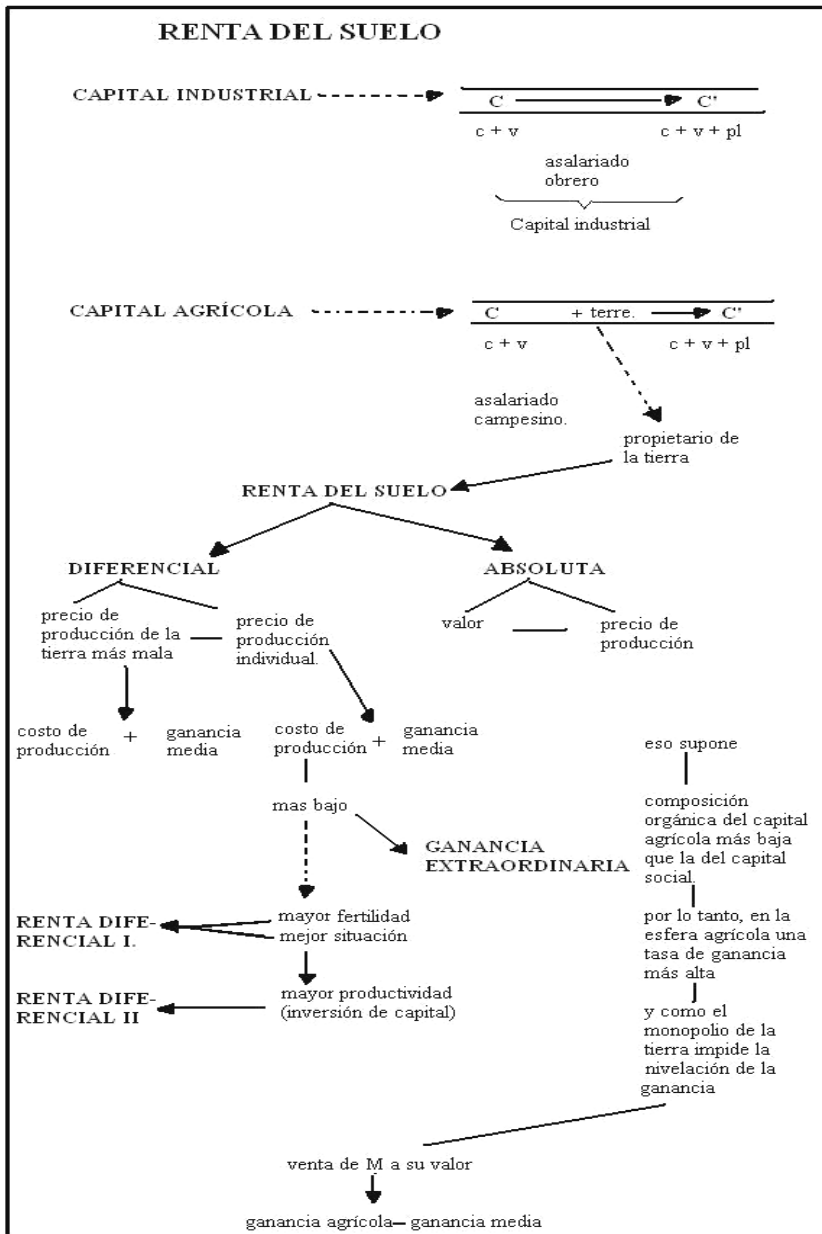 RENTA DEL SUELO
CAPITAL INDUSTRIAL
C C'
c + v c + v + pl
asalariado
obrero
Capital industrial
CAPITAL AGRÍCOLA
C + terre. C'
c + v c + v + pl
asalariado
campesino.
propietario de
la tierra
RENTA DEL SUELO
DIFERENCIAL
ABSOLUTA
precio de
producción de la
tierra más mala
precio de
producción
individual.
valor
precio de
producción
costo de
producción
+
ganancia
media
costo de
producción
+
ganancia
media
eso supone
mas bajo
GANANCIA
EXTRAORDINARIA
composición
orgánica del capital
agrícola más baja
que la del capital
social.
RENTA DIFE-
RENCIAL I.
mayor fertilidad
mejor situación
por lo tanto, en la
esfera agrícola una
tasa de ganancia
más alta
RENTA DIFE-
RENCIAL II
mayor productividad
(inversión de capital)
y como el
monopolio de la
tierra impide la
nivelación de la
ganancia
venta de M a su valor
ganancia agrícola— ganancia media